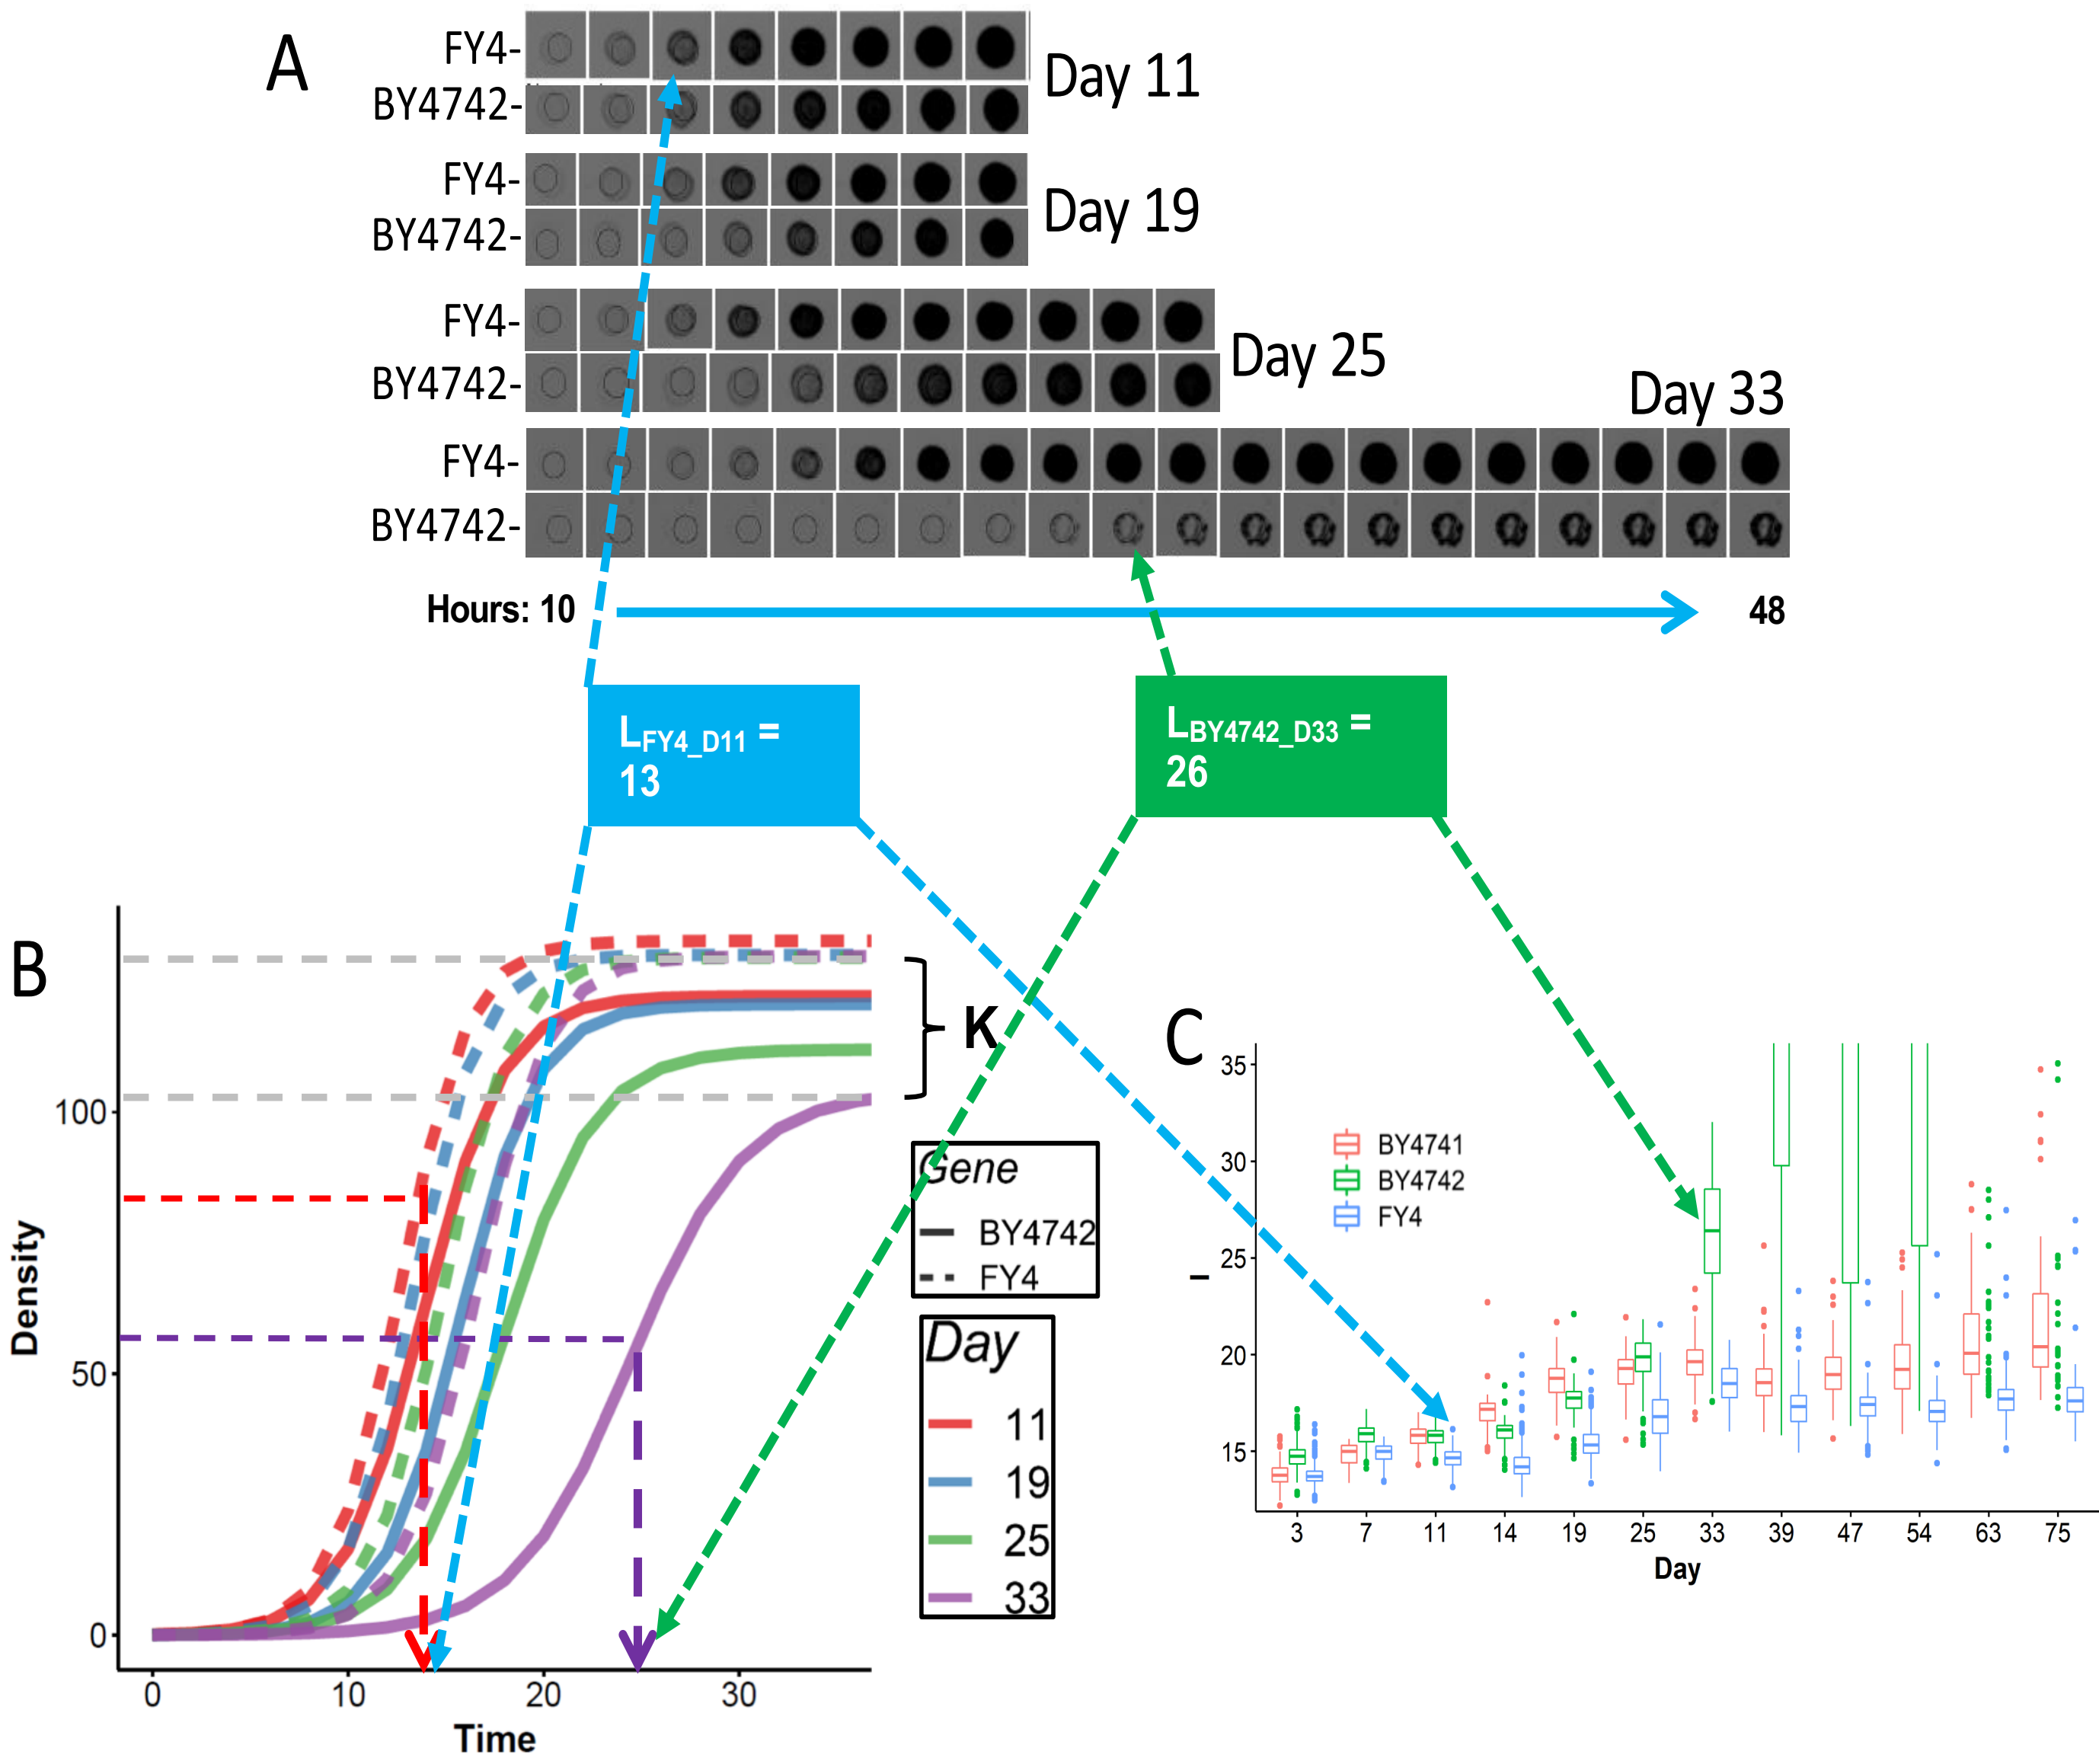 A
FY4-
BY4742-
Day 11
FY4-
BY4742-
Day 19
FY4-
BY4742-
Day 25
Day 33
FY4-
BY4742-
Hours: 10
48
LFY4_D11 =
13
LBY4742_D33 =
26
B
K
100
50
0
Density
0 10 20 30
Time
Gene
BY4742
FY4
Day
11
19
25
33
C
35
30
25
20
15
L
BY4741
BY4742
FY4
3 7 11 14 19 25 33 39 47 54 63 75
Day